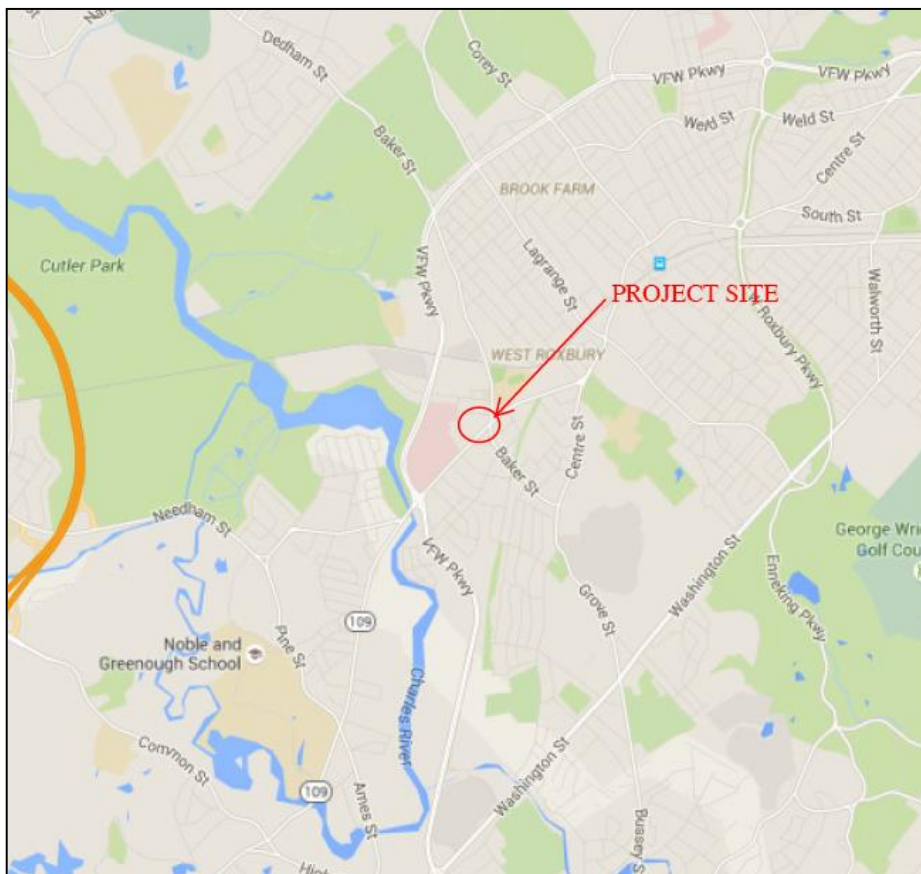 Dedham St
Corey St
VFW Pkwy
VFW Pkwy
Weld St
Weld St
Centre St
Baker St
BROOK FARM
South St
Cutler Park
VFW Pkwy
Lagrange St
PROJECT SITE
Walworth St
W Roxbury Pkwy
WEST ROXBURY
Centre St
Baker St
Needham St
George Wri
Golf Cou
VFW Pkwy
Washington St
Enneking Pkwy
Grove St
109
Noble and
Greenough School
Pine St
Charles River
Common St
Washington St
109
Ames St
Bussey S